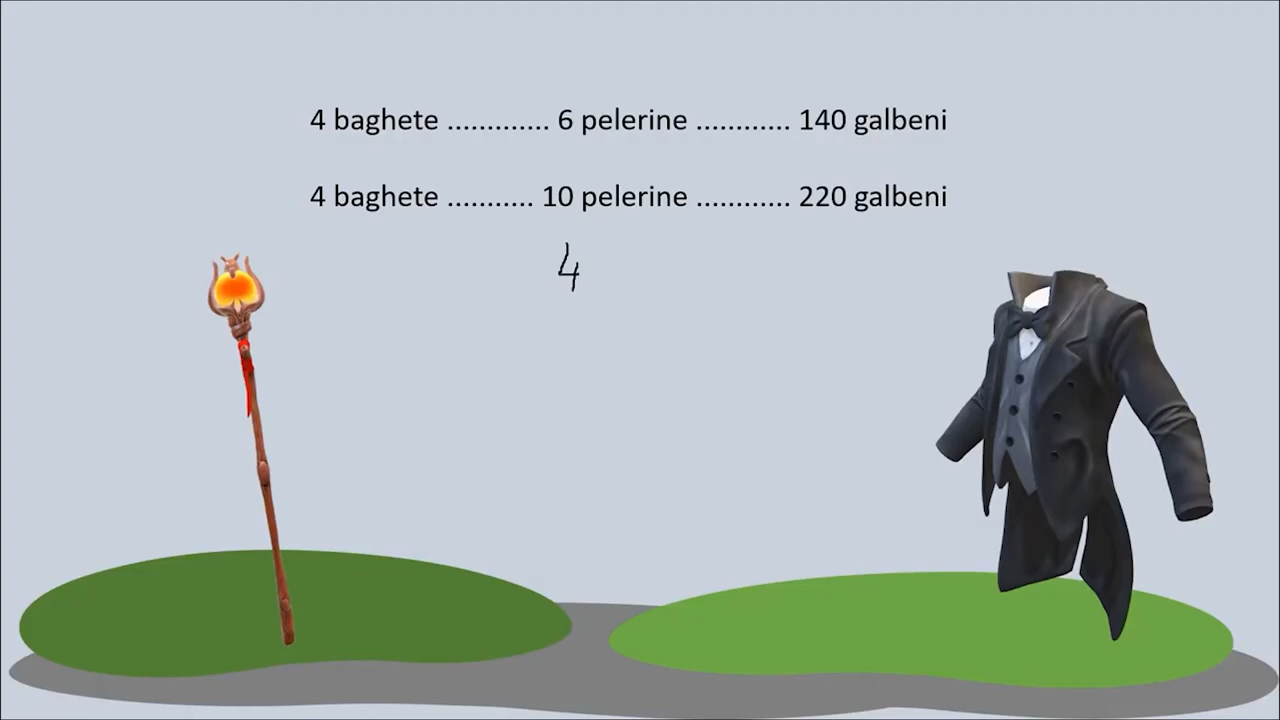 4 baghete ............. 6 pelerine ............ 140 galbeni
4 baghete ........... 10 pelerine ............ 220 galbeni
4